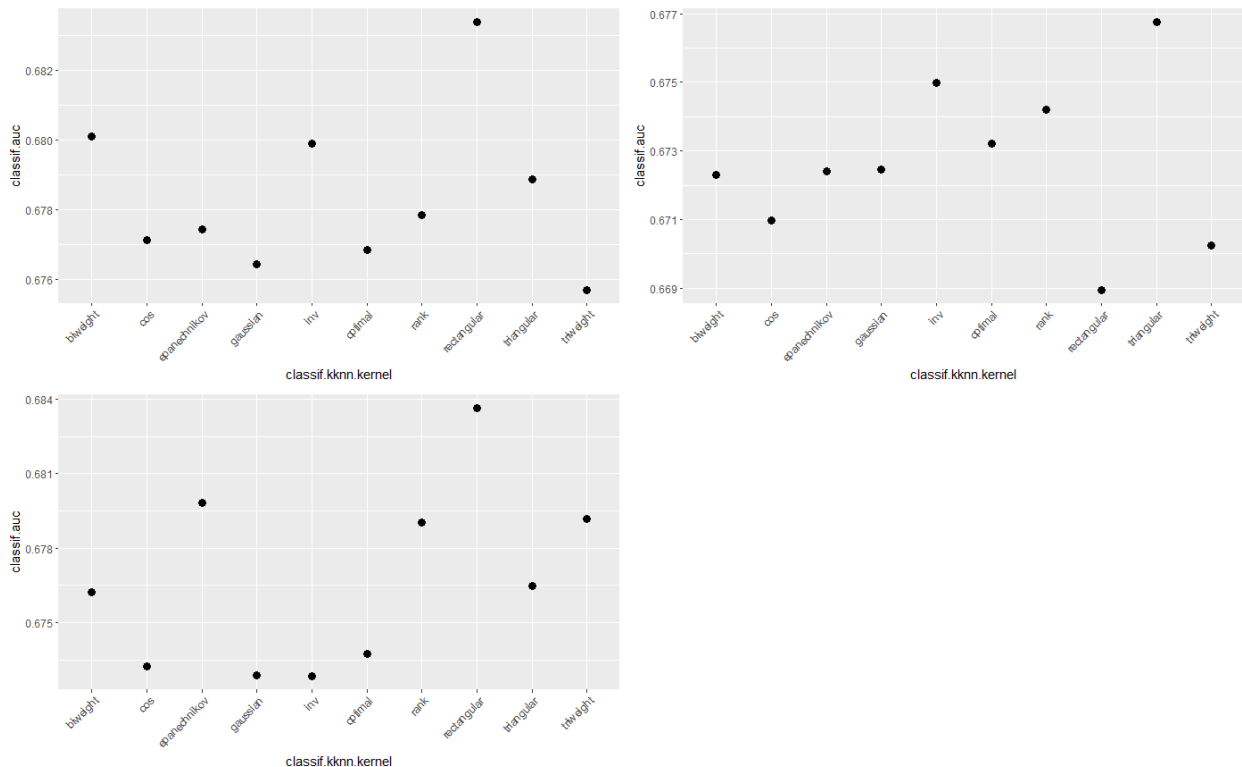 0.682
0.680
0.678
0.676
classif.auc
biweight
cos
epanechnikov
gaussian
inv
optimal
rank
rectangular
triangular
triweight
classif.kknn.kernel
0.677
0.675
0.673
0.671
0.669
classif.auc
biweight
cos
epanechnikov
gaussian
inv
optimal
rank
rectangular
triangular
triweight
classif.kknn.kernel
0.684
0.681
0.678
0.675
classif.auc
biweight
cos
epanechnikov
gaussian
inv
optimal
rank
rectangular
triangular
triweight
classif.kknn.kernel